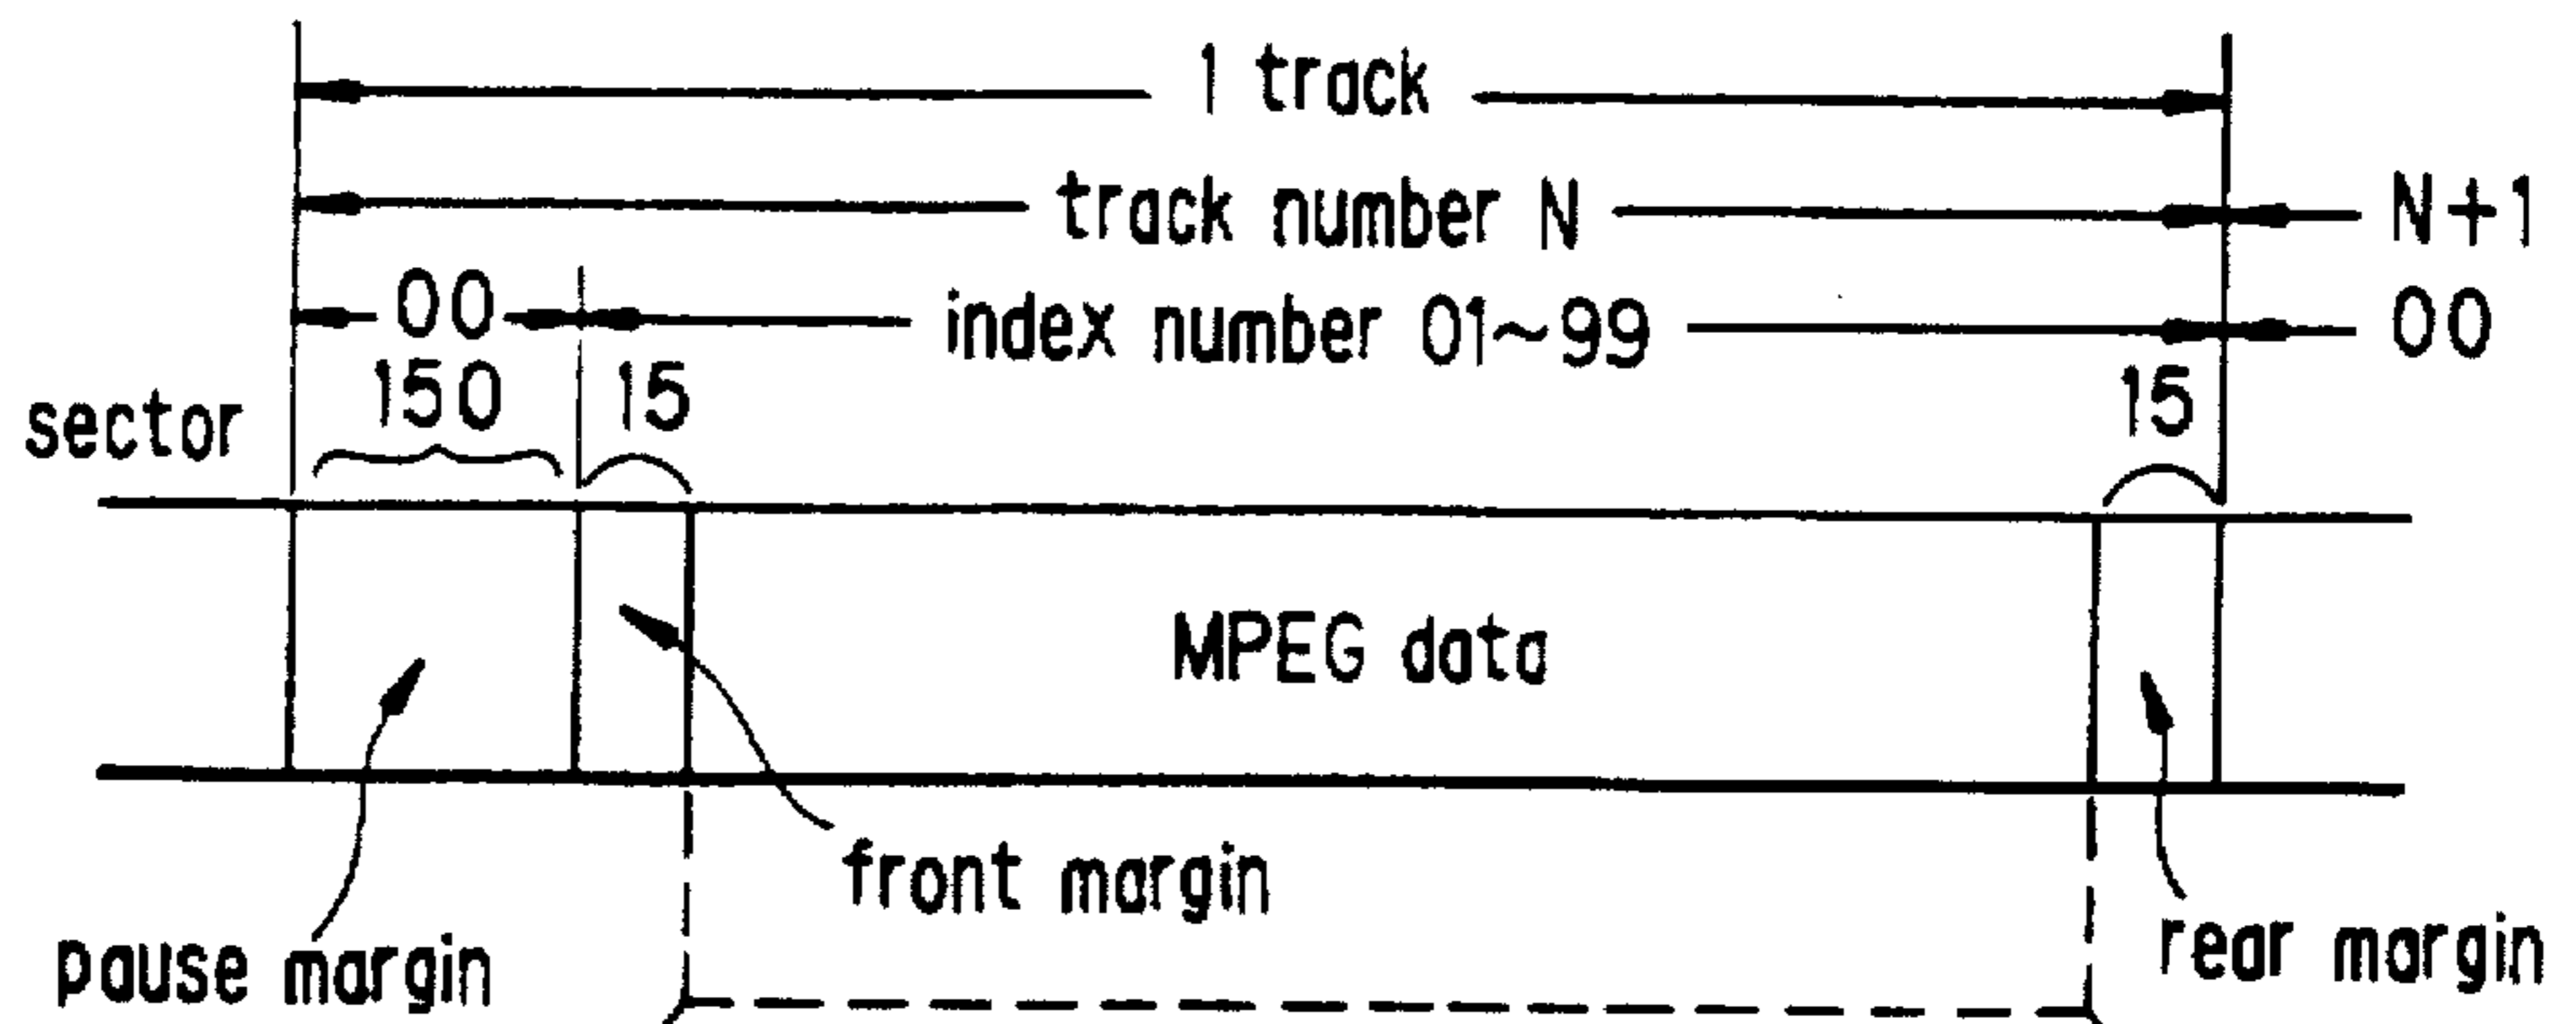 1 track
track number N N+1
00 index number 01~99 00
sector 150 15 15
MPEG data
front margin
pause margin rear margin